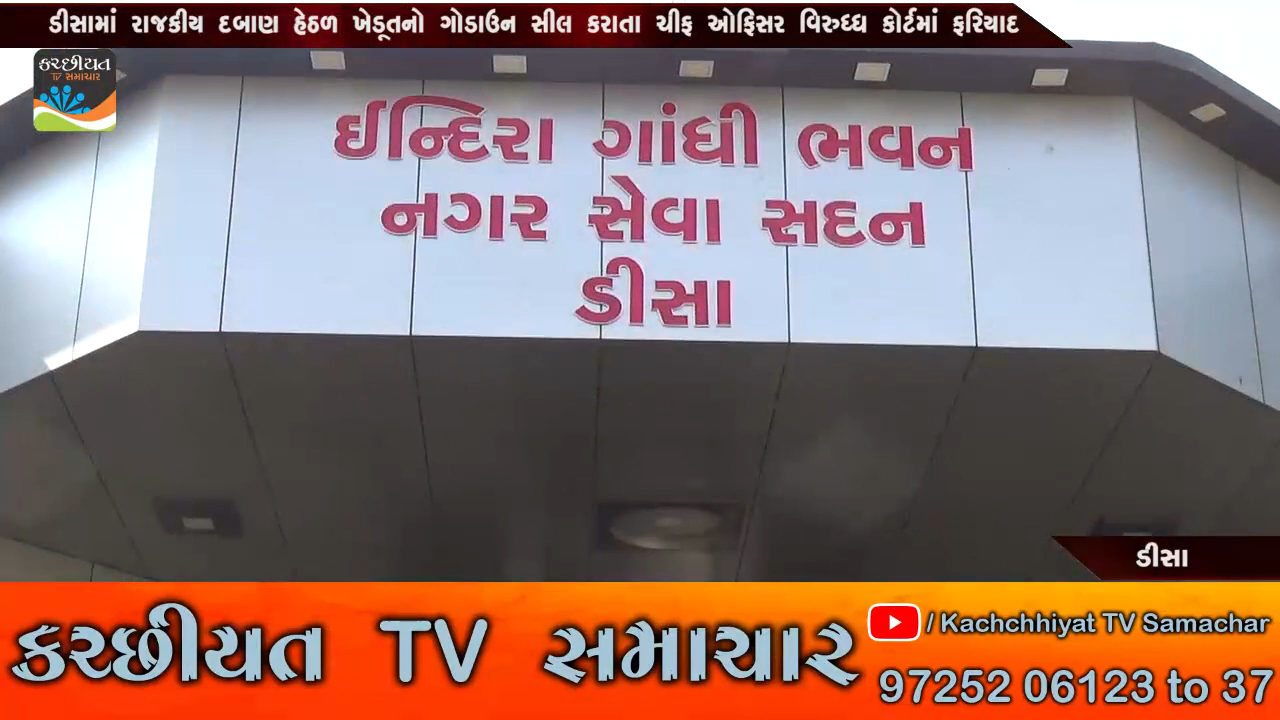 ડીસામાં રાજકીય દબાણ હેઠળ ખેડૂતનો ગોડાઉન સીલ કરાતા ચીફ ઓફિસર વિરુધ્ધ કોર્ટમાં ફરિયાદ
કચ્છીયત
TV સમાચાર
ઈન્દિરા ગાંધી ભવન
નગર સેવા સદન
ડીસા
ડીસા
કચ્છીયત TV સમાચાર
/ Kachchhiyat TV Samachar
97252 06123 to 37